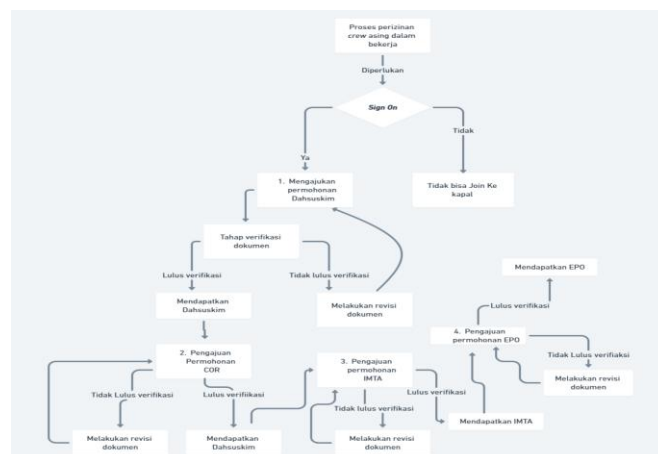 Proses perizinan
crew asing dalam
bekerja
Diperlukan
Sign On
Tidak
Ya
1. Mengajukan
permohonan
Dahsuskim
Tidak bisa Join Ke
kapal
Tahap verifikasi
dokumen
Lulus verifikasi
Tidak lulus verifikasi
Mendapatkan
Dahsuskim
Melakukan revisi
dokumen
Mendapatkan EPO
Lulus verifikasi
4. Pengajuan
permohonan EPO
Tidak Lulus verifiaksi
Melakukan revisi
dokumen
2. Pengajuan
Permohonan
COR
3. Pengajuan
permohonan
IMTA
Tidak Lulus verifikasi
Lulus verifiikasi
Lulus verifikasi
Tidak lulus verifikasi
Mendapatkan IMTA
Melakukan revisi
dokumen
Mendapatkan
Dahsuskim
Melakukan revisi
dokumen